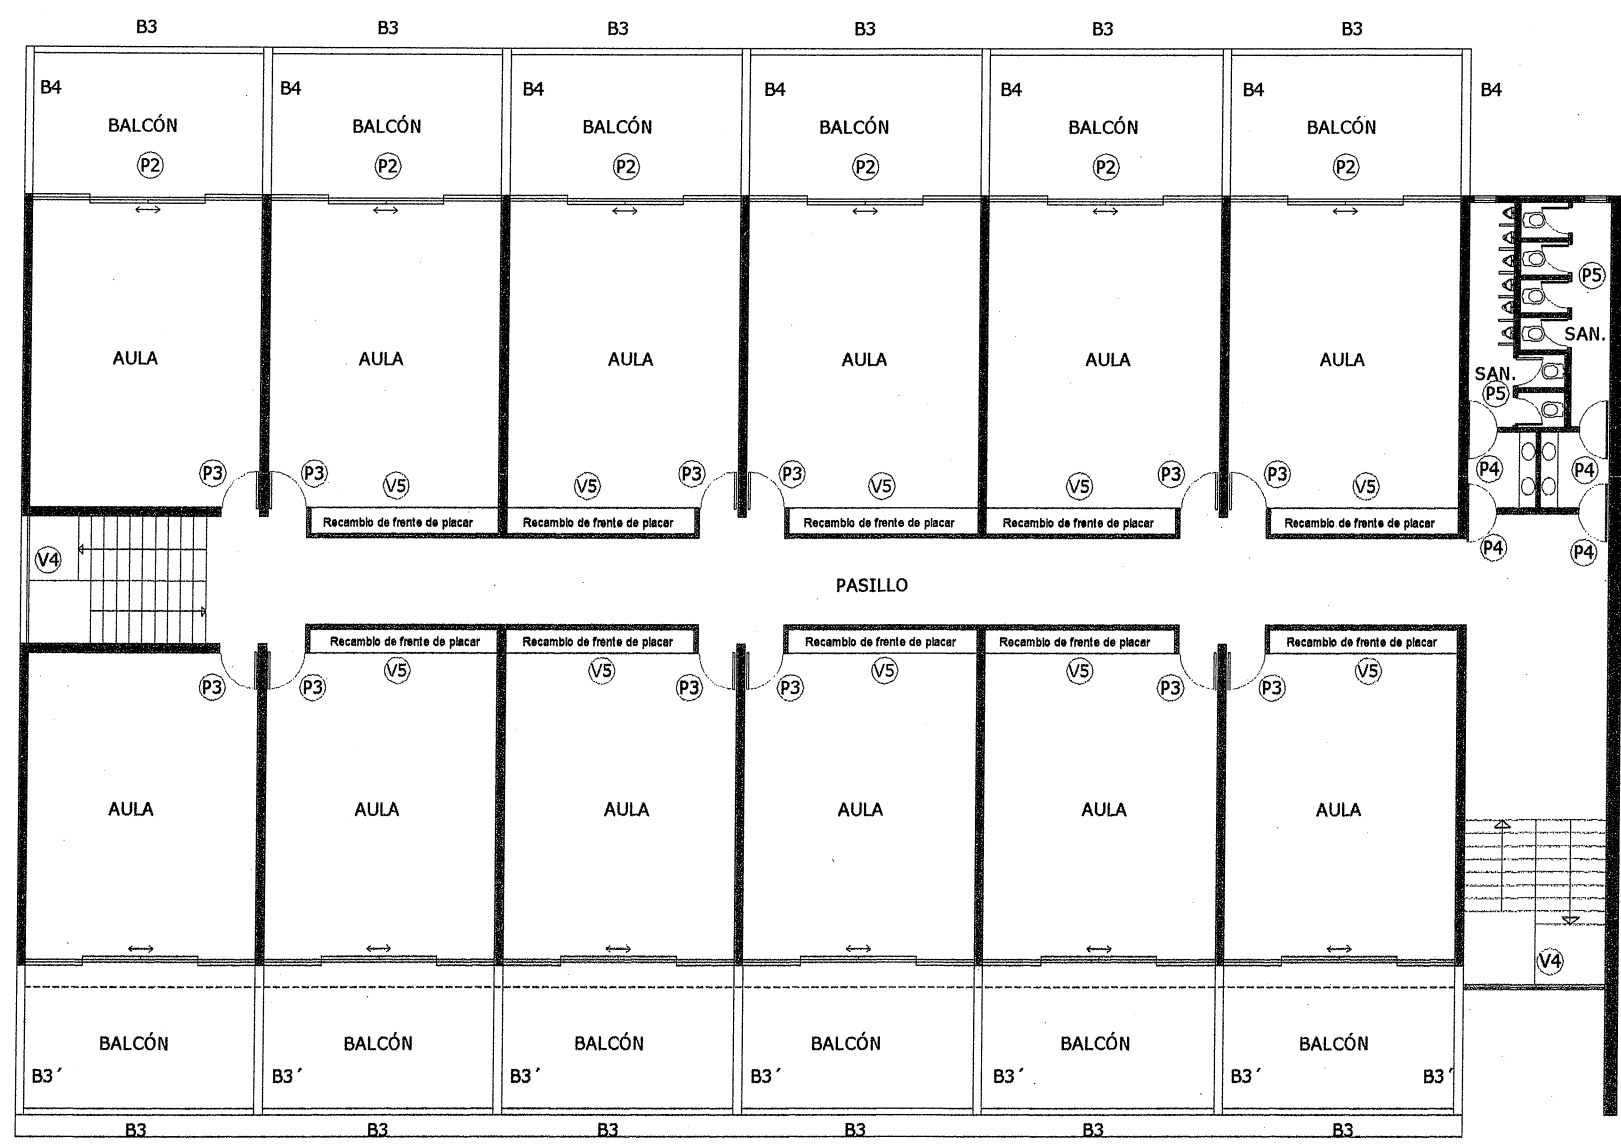 B3 B3 B3 B3 B3 B3
B4 B4 B4 B4 B4 B4 B4
BALCÓN BALCÓN BALCÓN BALCÓN BALCÓN BALCÓN
P2 P2 P2 P2 P2 P2
P5
SAN.
AULA AULA AULA AULA AULA AULA
SAN.
P5
P3 P3 P3 P3 P3 P3
P4 P4
V5 V5 V5 V5 V5
Recambio de frente de placar Recambio de frente de placar Recambio de frente de placar Recambio de frente de placar Recambio de frente de placar
P4 P4
V4
PASILLO
Recambio de frente de placar Recambio de frente de placar Recambio de frente de placar Recambio de frente de placar Recambio de frente de placar
V5 V5 V5 V5 V5
P3 P3 P3 P3 P3 P3
AULA AULA AULA AULA AULA AULA
V4
BALCÓN BALCÓN BALCÓN BALCÓN BALCÓN BALCÓN
B3´ B3´ B3´ B3´ B3´ B3´ B3´
B3 B3 B3 B3 B3 B3